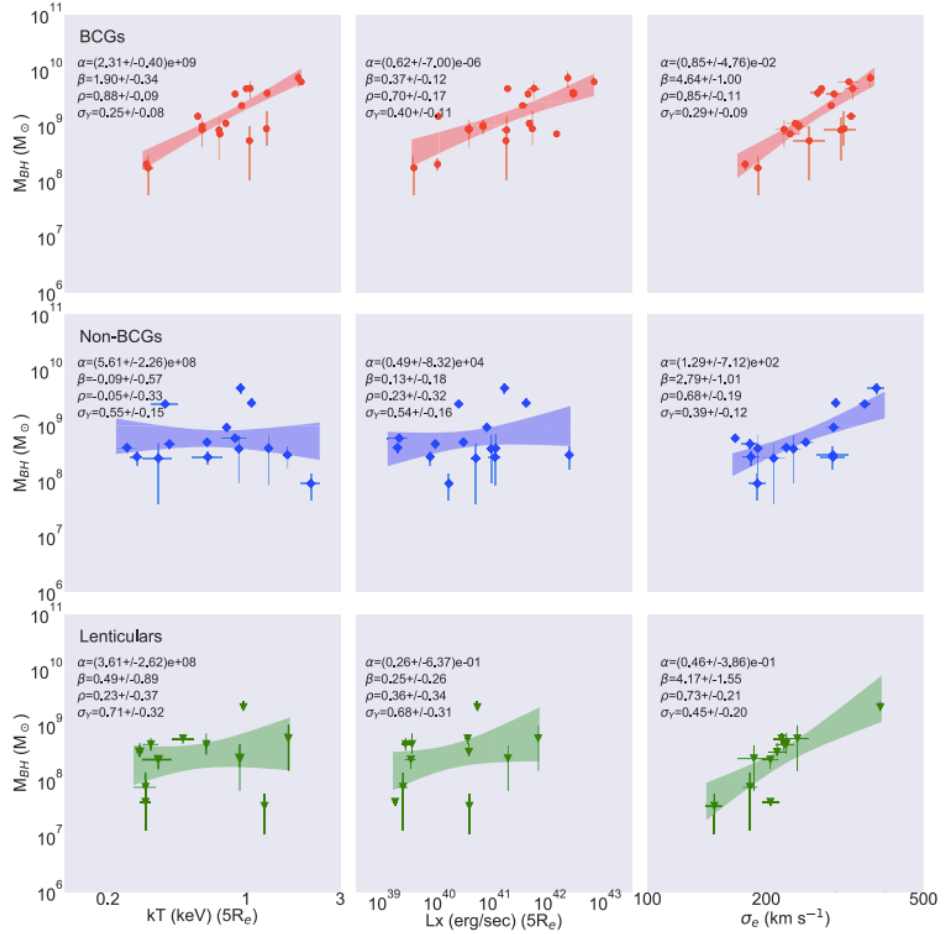 BCGs
α=(2.31+/-0.40)e+09
β=1.90+/-0.34
ρ=0.88+/-0.09
σ_Y=0.25+/-0.08
α=(0.62+/-7.00)e-06
β=0.37+/-0.12
ρ=0.70+/-0.17
σ_Y=0.40+/-0.11
α=(0.85+/-4.76)e-02
β=4.64+/-1.00
ρ=0.85+/-0.11
σ_Y=0.29+/-0.09
10^11
10^10
10^9
10^8
10^7
10^6
M_BH (M_⊙)
Non-BCGs
α=(5.61+/-2.26)e+08
β=-0.09+/-0.57
ρ=-0.05+/-0.33
σ_Y=0.55+/-0.15
α=(0.49+/-8.32)e+04
β=0.13+/-0.18
ρ=0.23+/-0.32
σ_Y=0.54+/-0.16
α=(1.29+/-7.12)e+02
β=2.79+/-1.01
ρ=0.68+/-0.19
σ_Y=0.39+/-0.12
10^11
10^10
10^9
10^8
10^7
10^6
M_BH (M_⊙)
Lenticulars
α=(3.61+/-2.62)e+08
β=0.49+/-0.89
ρ=0.23+/-0.37
σ_Y=0.71+/-0.32
α=(0.26+/-6.37)e-01
β=0.25+/-0.26
ρ=0.36+/-0.34
σ_Y=0.68+/-0.31
α=(0.46+/-3.86)e-01
β=4.17+/-1.55
ρ=0.73+/-0.21
σ_Y=0.45+/-0.20
10^11
10^10
10^9
10^8
10^7
10^6
M_BH (M_⊙)
0.2 1 3
kT (keV) (5R_e)
10^39 10^40 10^41 10^42 10^43
Lx (erg/sec) (5R_e)
100 200 500
σ_e (km s^−1)